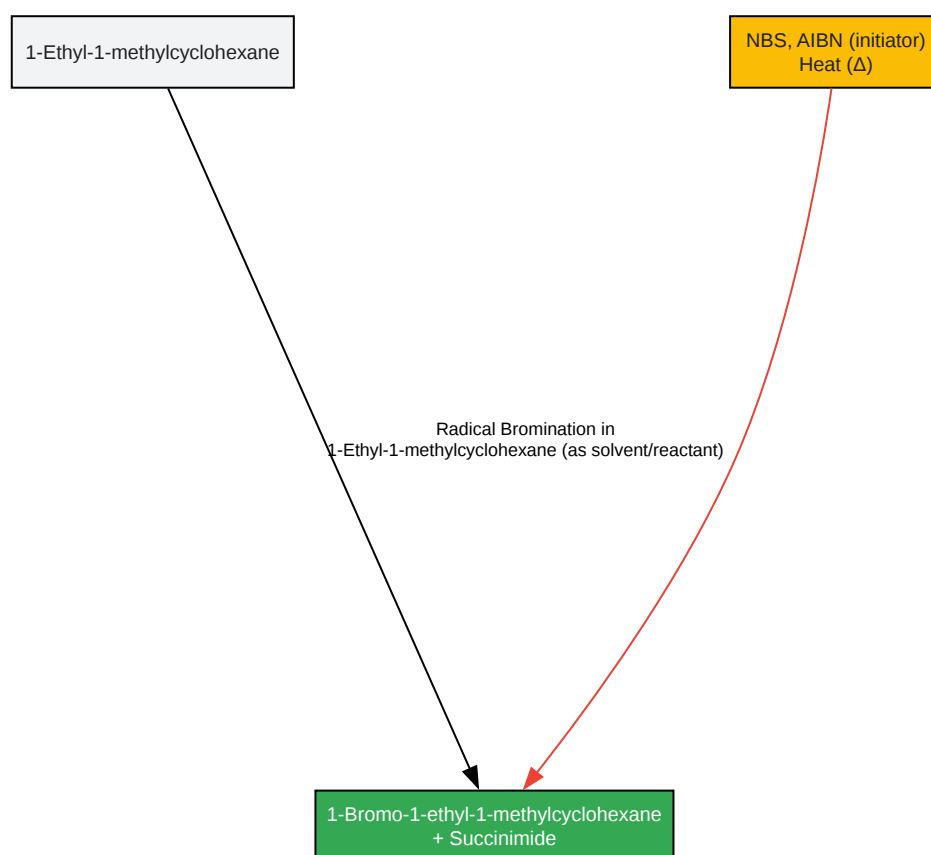 1-Ethyl-1-methylcyclohexane
NBS, AIBN (initiator)
Heat (Δ)
Radical Bromination in
1-Ethyl-1-methylcyclohexane (as solvent/reactant)
1-Bromo-1-ethyl-1-methylcyclohexane
+ Succinimide